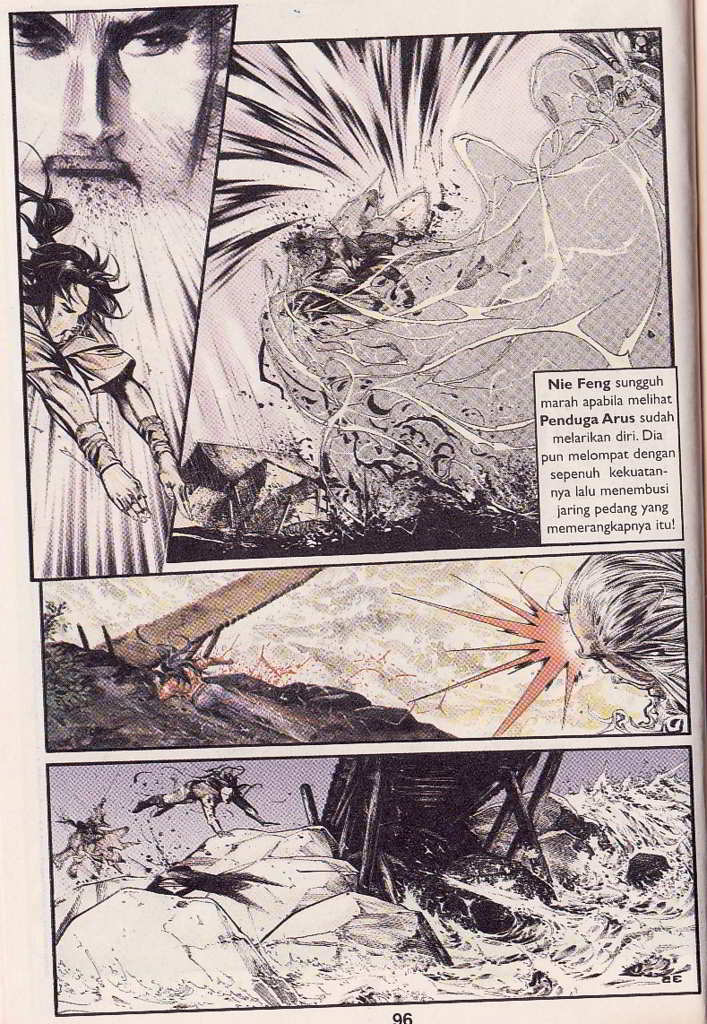 Nie Feng sungguh
marah apabila melihat
Penduga Arus sudah
melarikan diri. Dia
pun melompat dengan
sepenuh kekuatan-
nya lalu menembusi
jaring pedang yang
memerangkapnya itu!
96